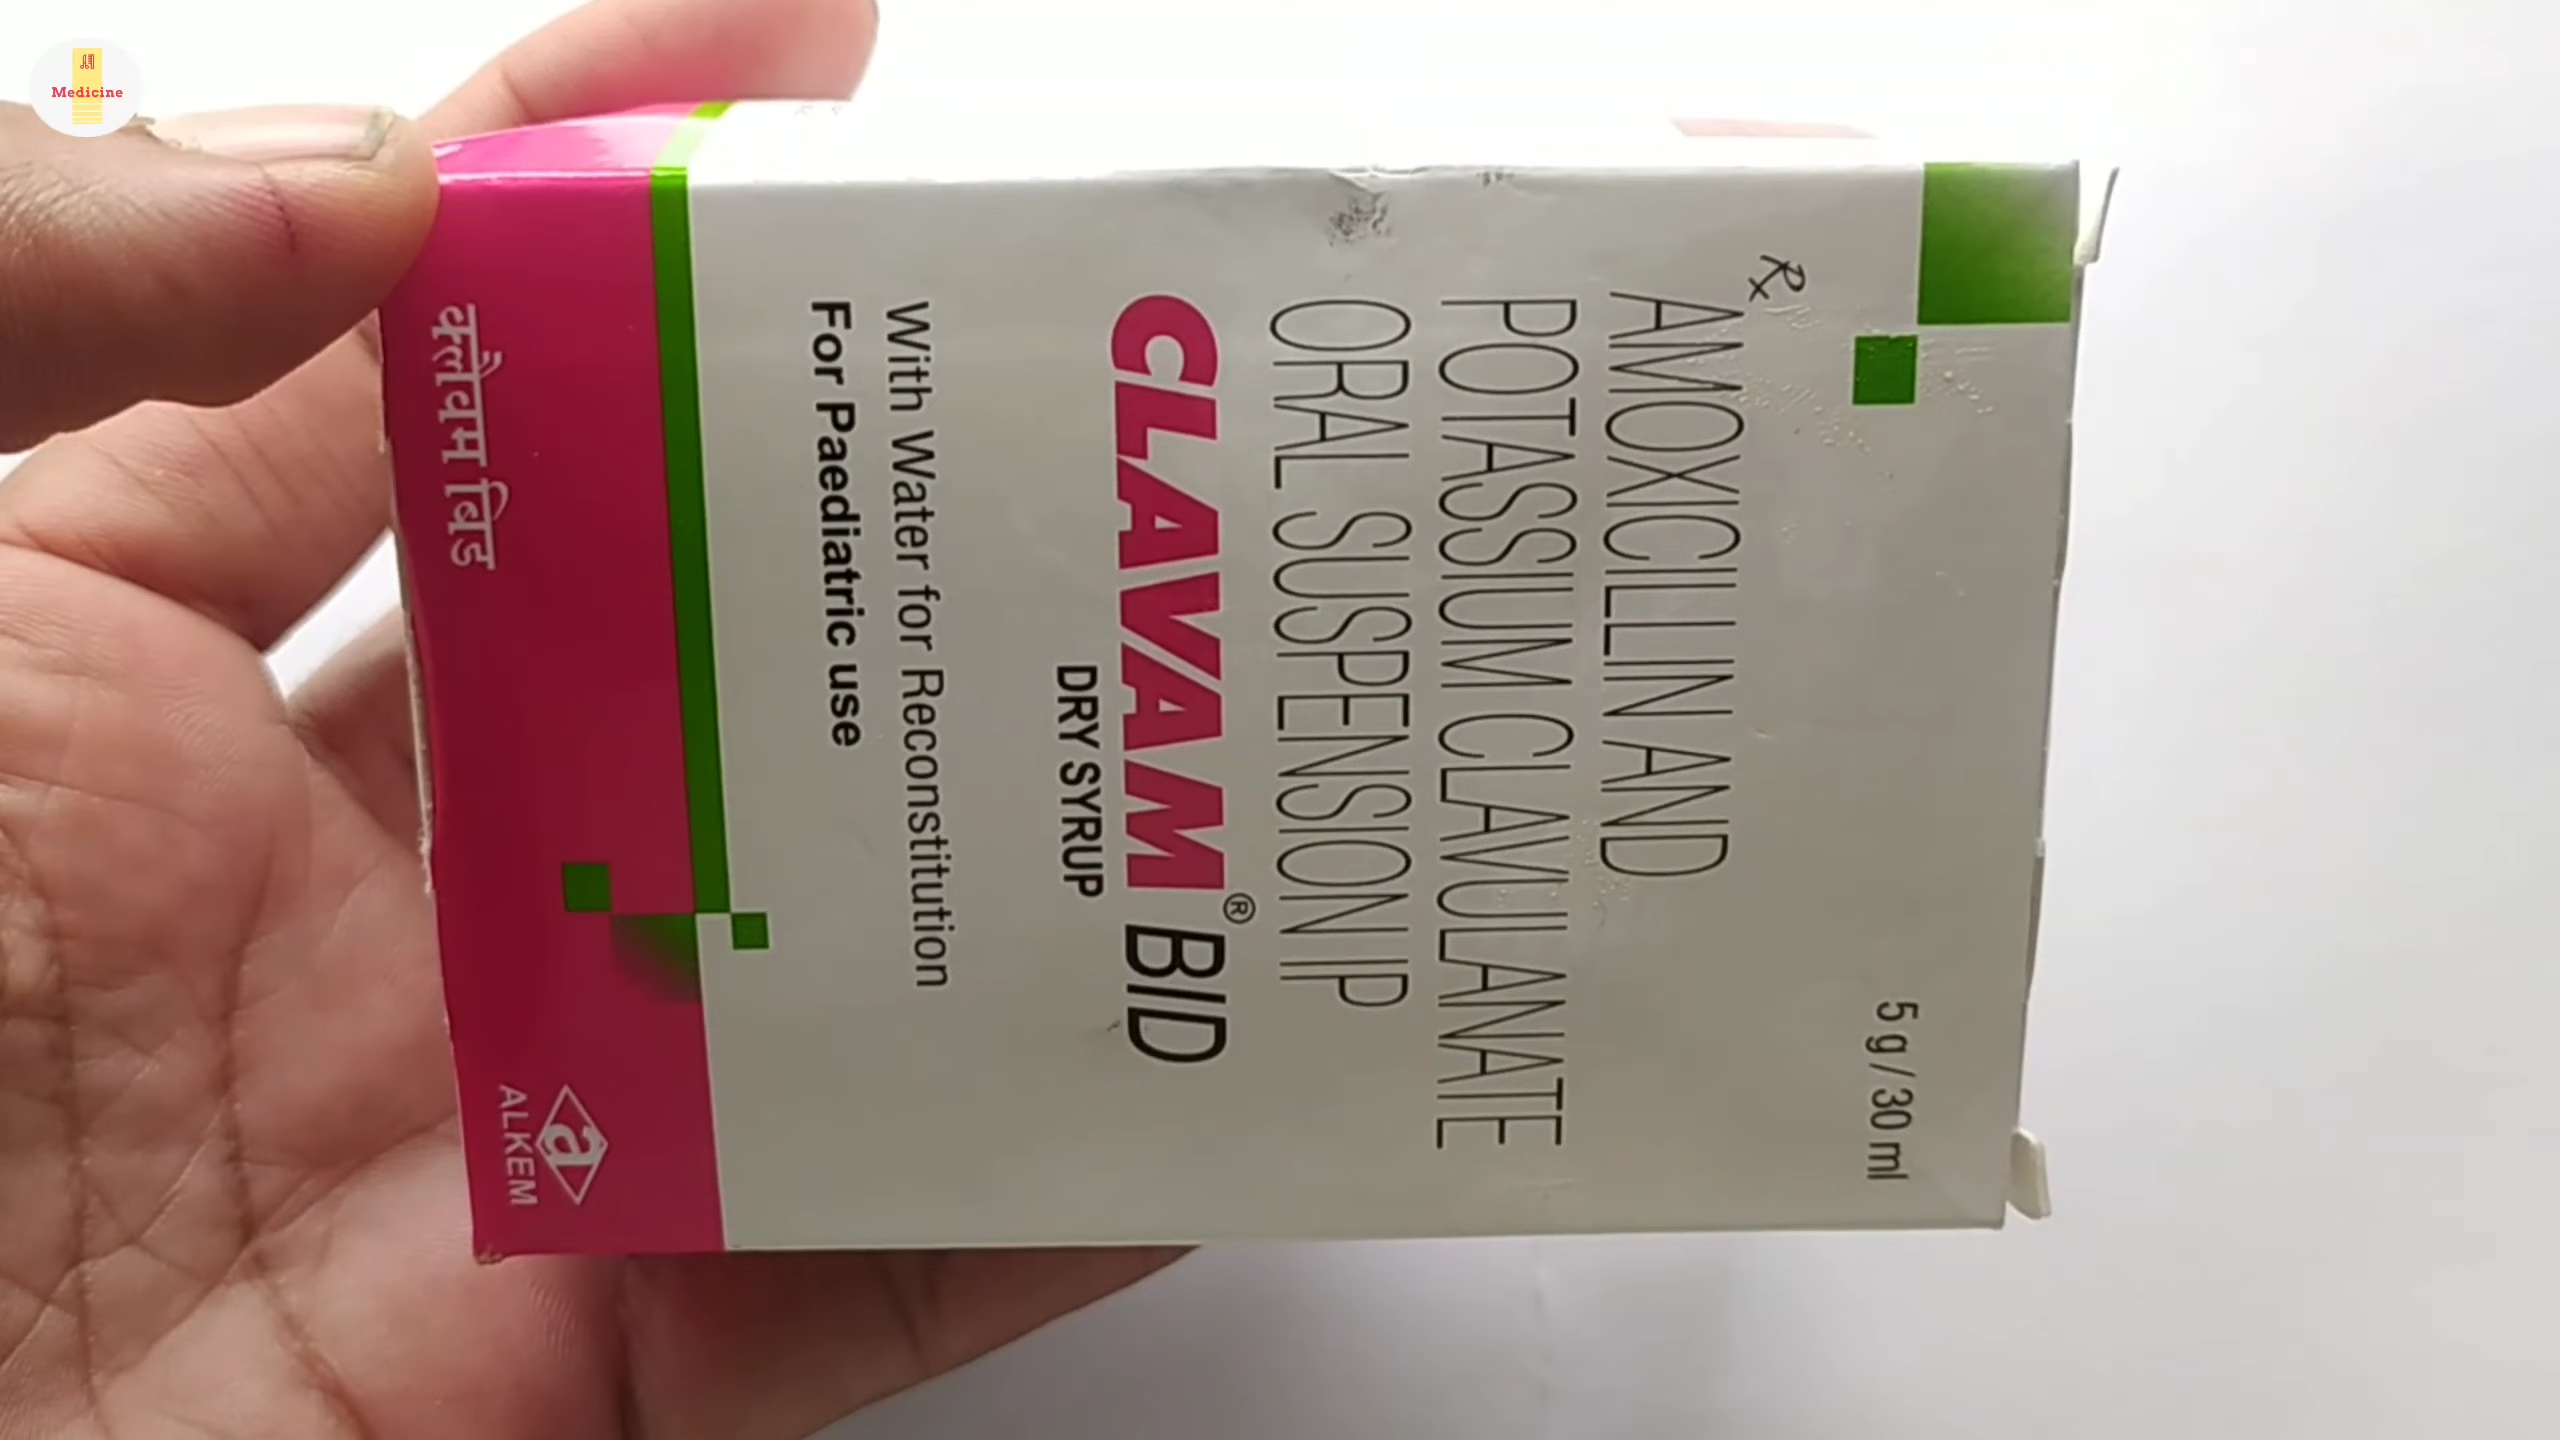 Medicine
5 g / 30 ml
Rx
AMOXICILLIN AND
POTASSIUM CLAVULANATE
ORAL SUSPENSION IP
CLAVAM® BID
DRY SYRUP
With Water for Reconstitution
For Paediatric use
क्लैवम बिड
a
ALKEM